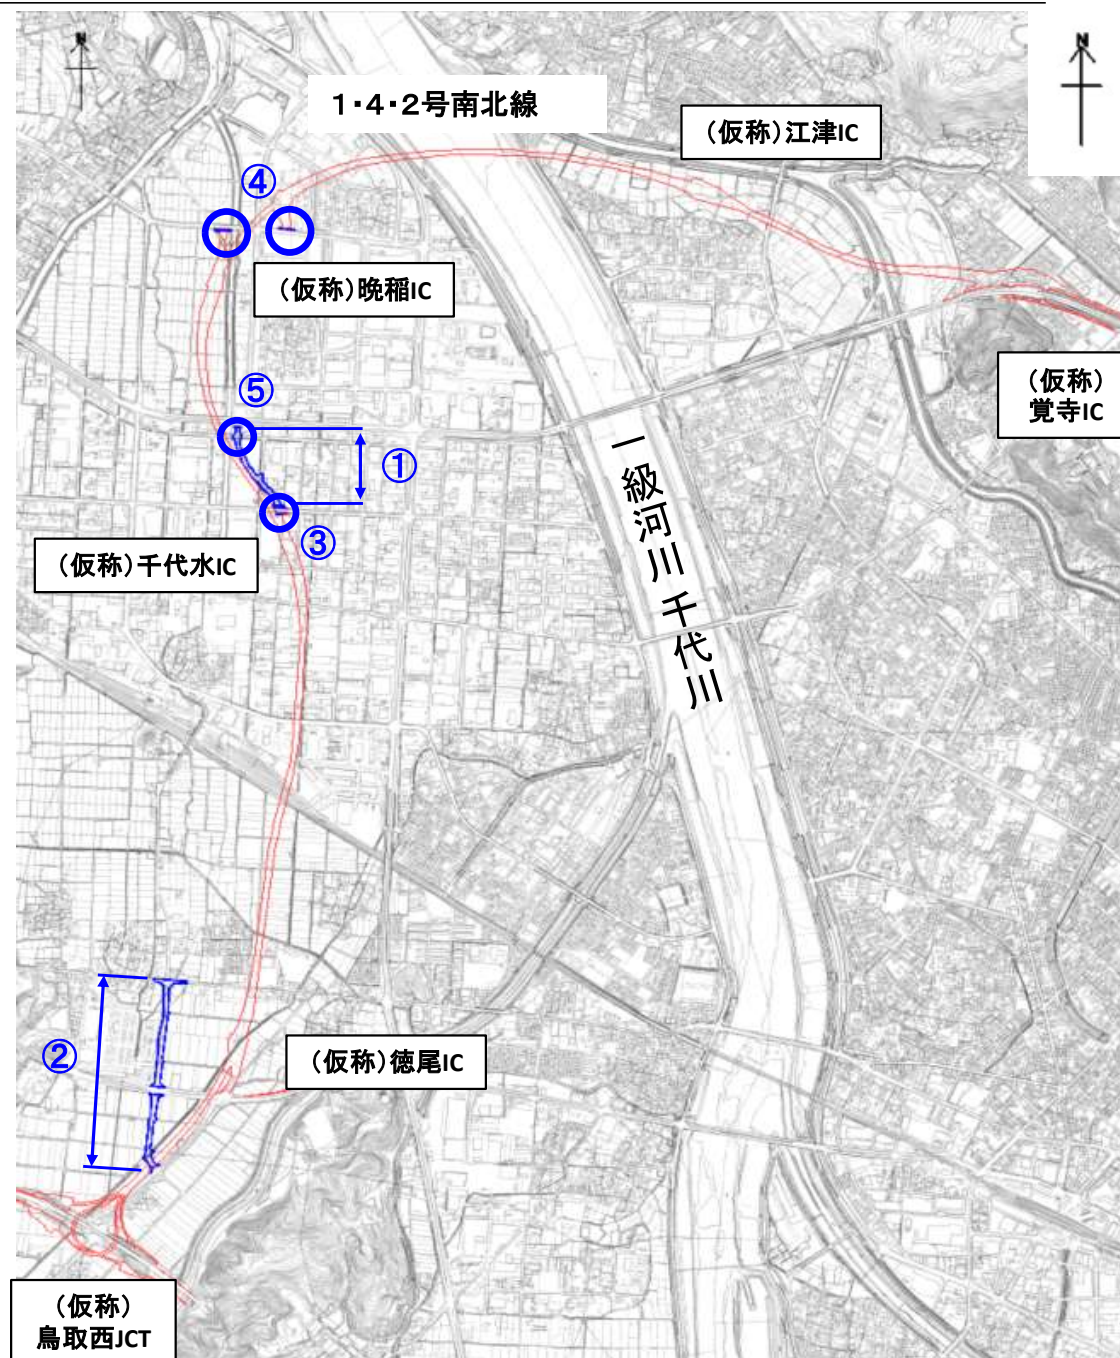 N
N
1・4・2号南北線
（仮称）江津IC
④
（仮称）晩稲IC
（仮称）
覚寺IC
⑤
①
一級河川 千代川
③
（仮称）千代水IC
②
（仮称）徳尾IC
（仮称）
鳥取西JCT